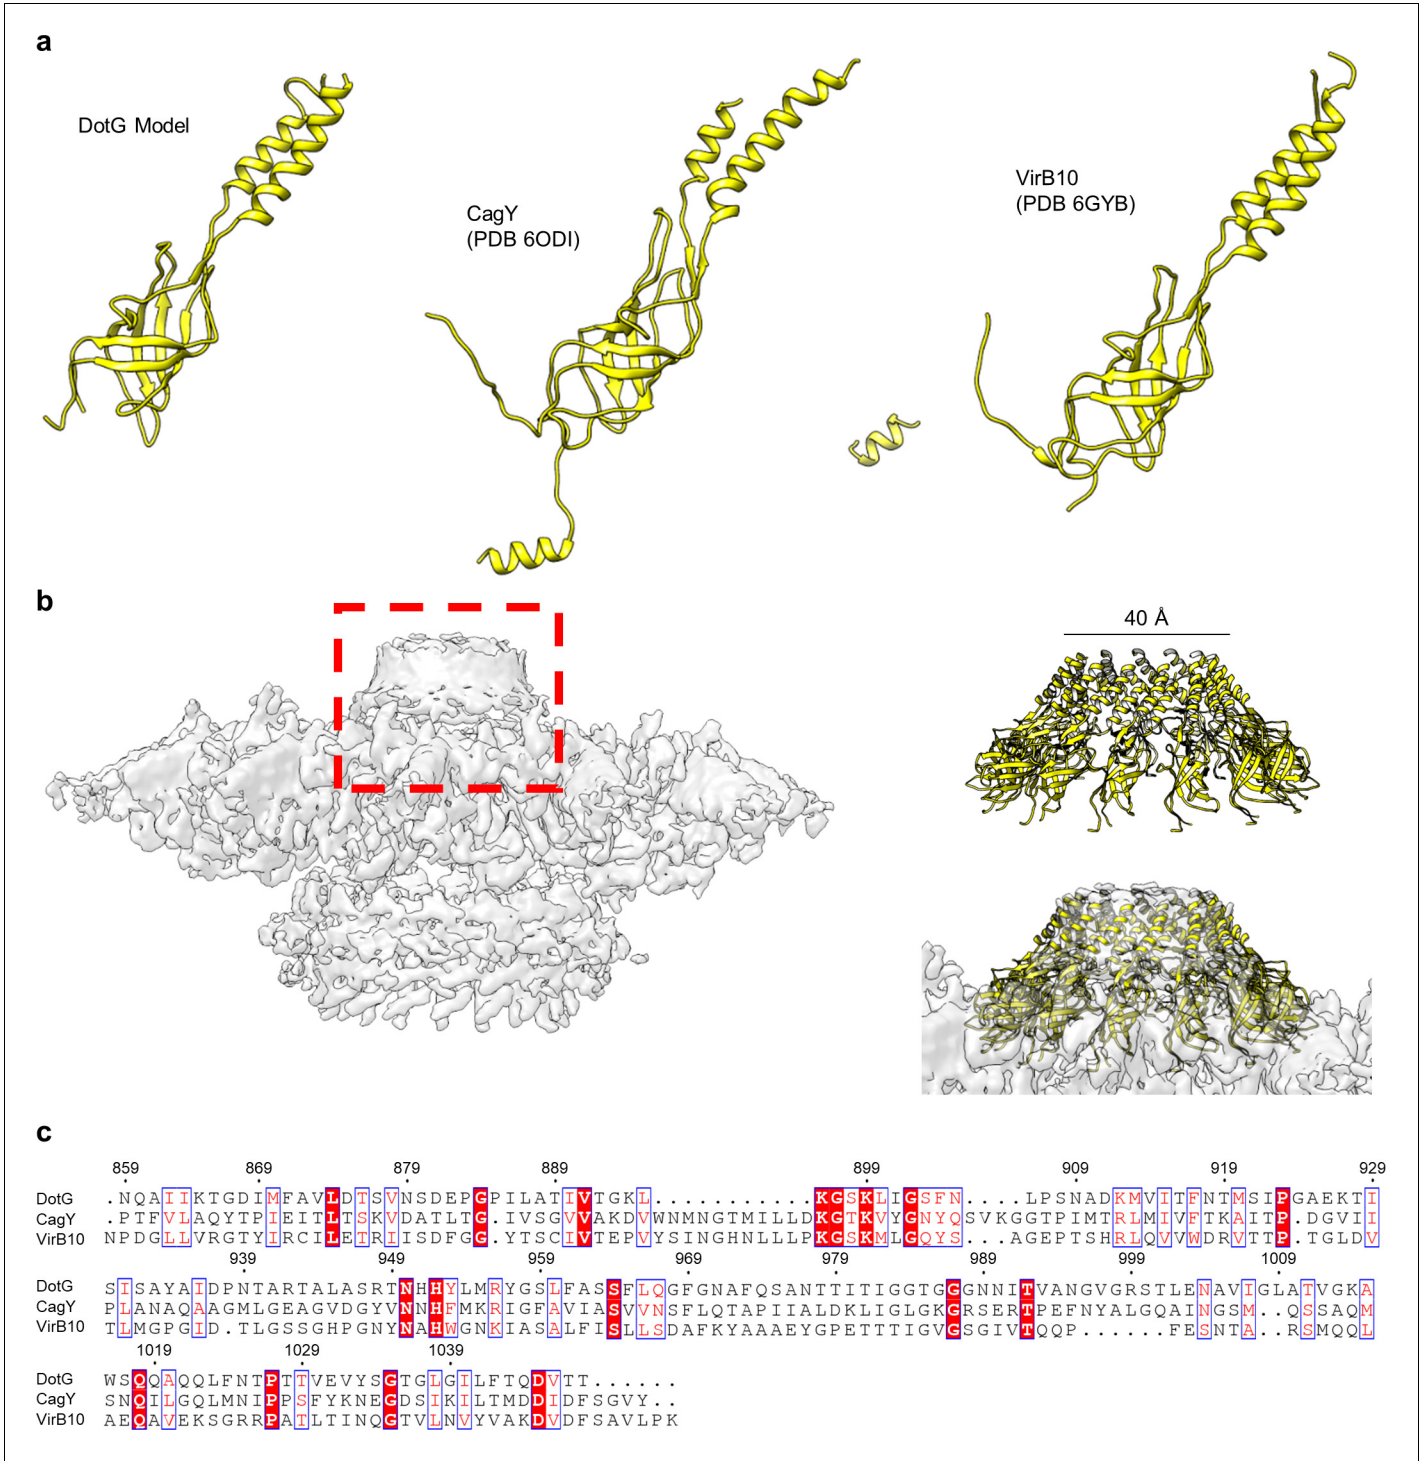 a
DotG Model
CagY
(PDB 6ODI)
VirB10
(PDB 6GYB)
b
40 Å
c
859 869 879 889 899 909 919 929
DotG .NQAIIKTGDIMFAVLDTSVNSDEPGPILATIVTGKL...........KGSKLIGSFN....LPSNADKMVITFNTMSIPGAEKTI
CagY .PTFVLAQYTPIEITLTSKVDATLTG.IVSGVVAKDVWNMNGTMILLDKGTKVYGNYQSVKGGTPIMTRLMIVFTKAITP.DGVII
VirB10 NPDGLLVRGTYIRCILETRIISDFGG.YTSCIVTEPVYSINGHNLLLPKGSKMLGQYS...AGEPTSHRLQVVWDRVTTP.TGLDV
939 949 959 969 979 989 999 1009
DotG SISAYAIDPNTARTALASRTNHHYLMRYGSLFASSFLQGFGNAFQSANTTITIGGTGGGNNITVANGVGRSTLENAVIGLATVGKA
CagY PLANAQAAGMLGEAGVDGYVNNHFMKRIGFAVIASVVNSFLQTAPIIALDKLIGLGKGRSERTPEFNYALGQAINGSM..QSSAQM
VirB10 TLMGPGID.TLGSSGHPGNYNAHWGNKIASALFISLLSDAFKYAAAEYGPETTTIGVGSGIVTQQP......FESNTA..RSMQQL
1019 1029 1039
DotG WSQQAQQLFNTPTTVEVYSGTGLGILFTQDVTT......
CagY SNQILGQLMNIPPSFYKNEGDSIKILTMDDIDFSGVY..
VirB10 AEQAVEKSGRRPATLTINQGTVLNVYVAKDVDFSAVLPK